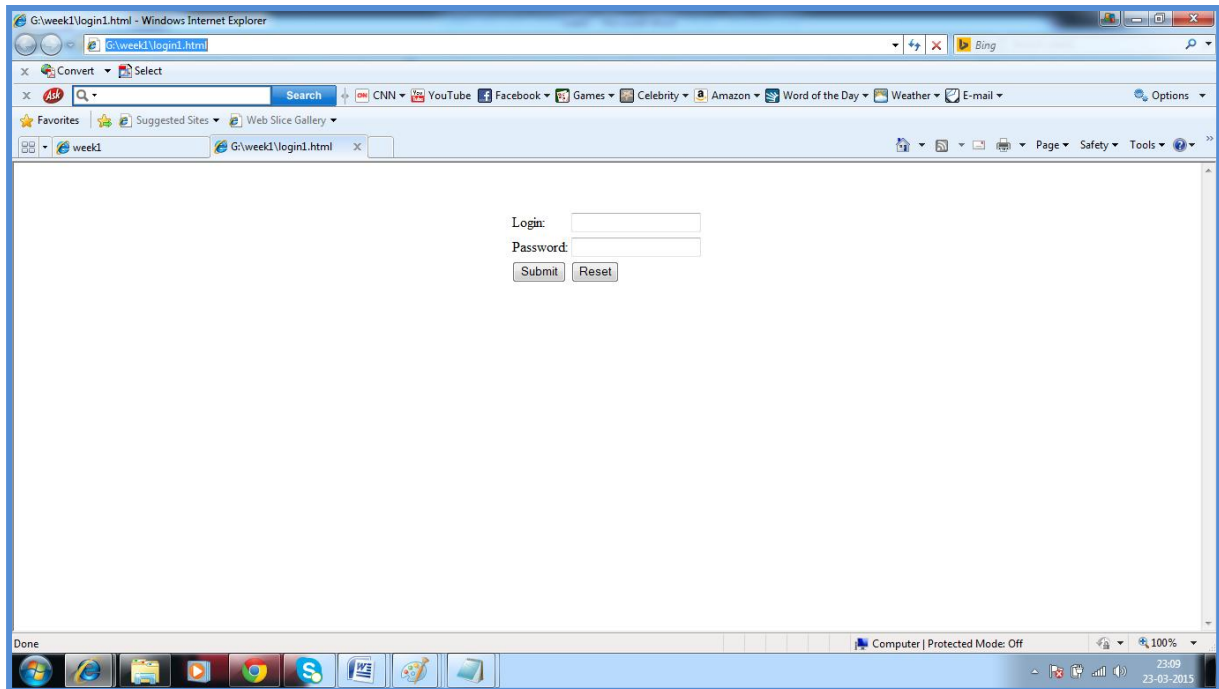 G:\week1\login1.html - Windows Internet Explorer
G:\week1\login1.html
Bing
x Convert Select
x Ask Search CNN YouTube Facebook Games Celebrity Amazon Word of the Day Weather E-mail Options
Favorites Suggested Sites Web Slice Gallery
week1 G:\week1\login1.html x Page Safety Tools
Login:
Password:
Submit Reset
Done Computer | Protected Mode: Off 100%
23:09
23-03-2015